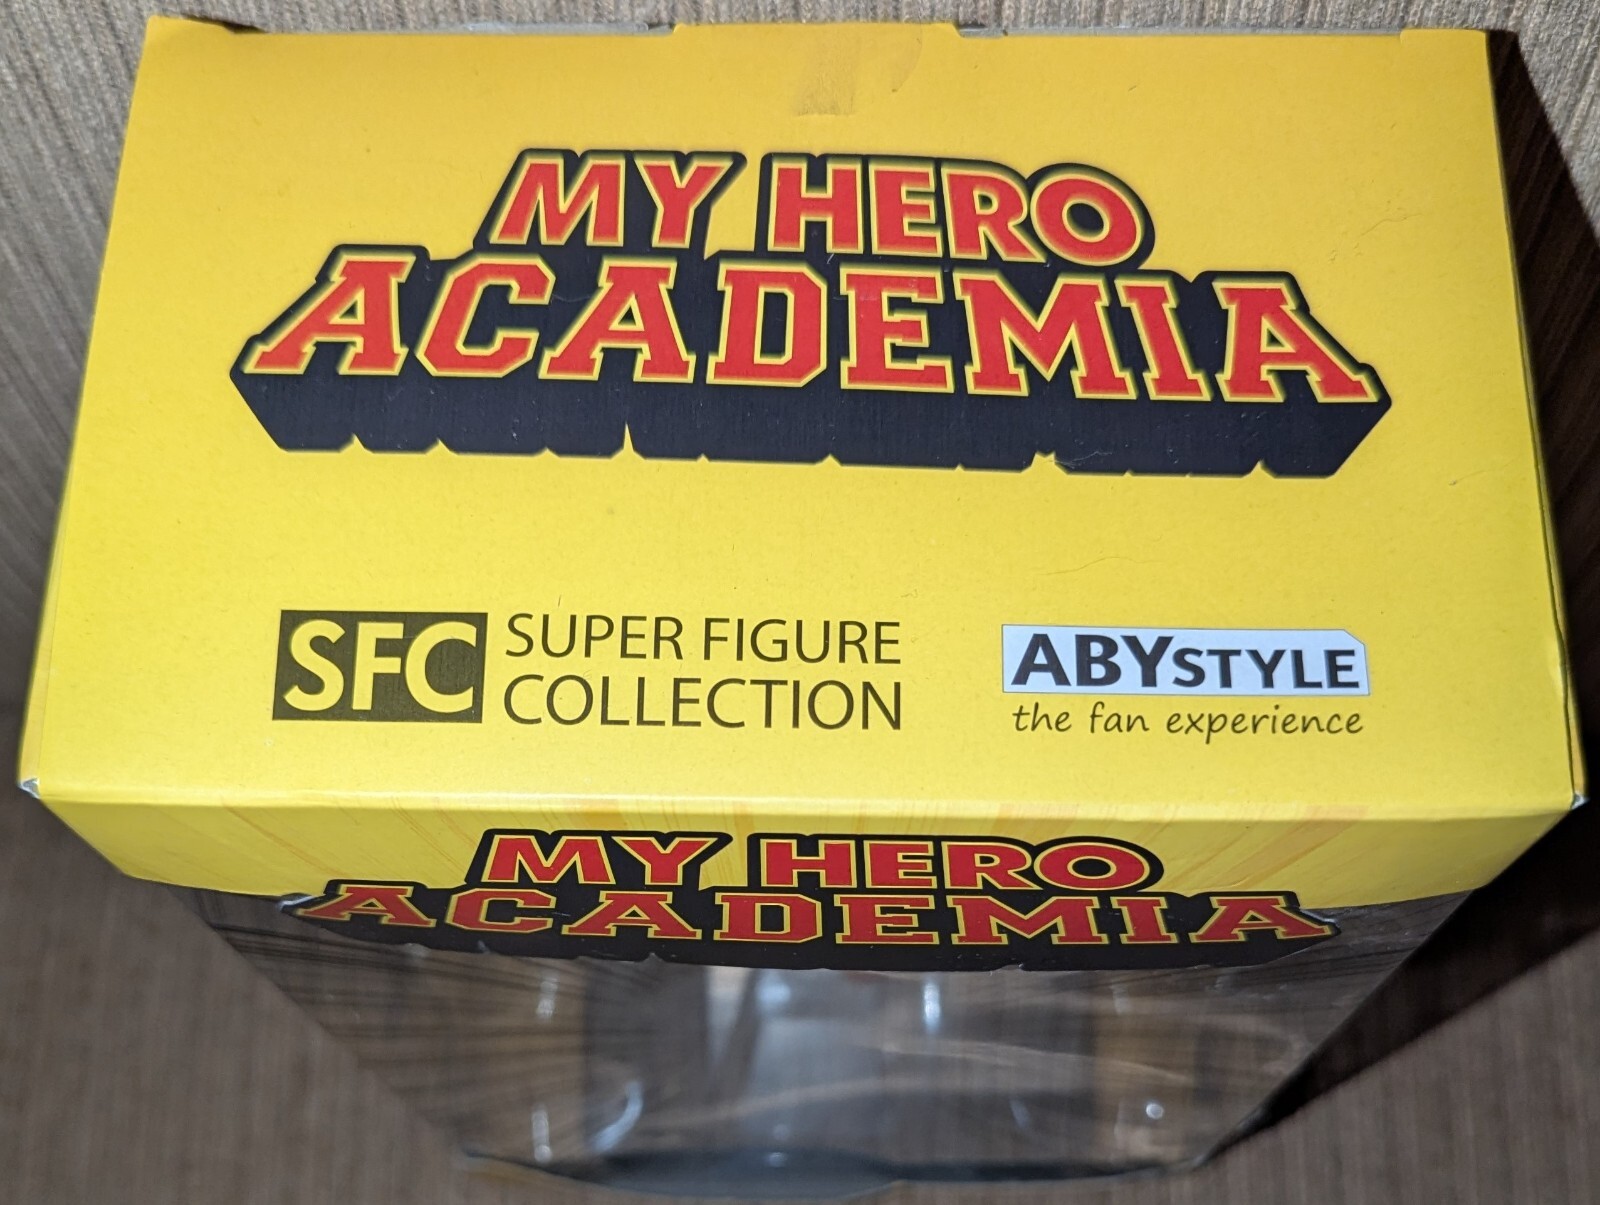 MY HERO
ACADEMIA
SFC
SUPER FIGURE
COLLECTION
ABYSTYLE
the fan experience
MY HERO
ACADEMIA